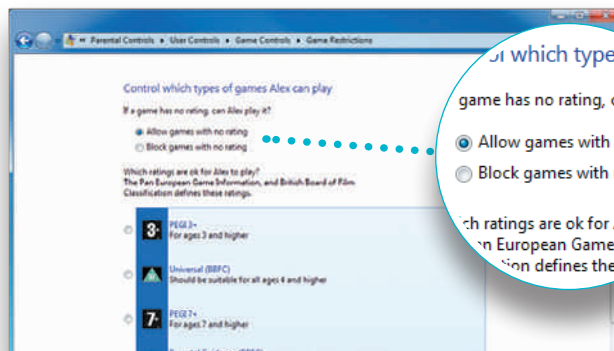 « Parental Controls ▸ User Controls ▸ Game Controls ▸ Game Restrictions
Control which types of games Alex can play
If a game has no rating, can Alex play it?
Allow games with no rating
Block games with no rating
Which ratings are ok for Alex to play?
The Pan European Game Information, and British Board of Film
Classification defines these ratings.
3+
PEGI 3+
For ages 3 and higher
Universal (BBFC)
Should be suitable for all ages 4 and higher
7+
PEGI 7+
For ages 7 and higher
which type
game has no rating,
Allow games with
Block games with
ratings are ok for
European Game
defines the